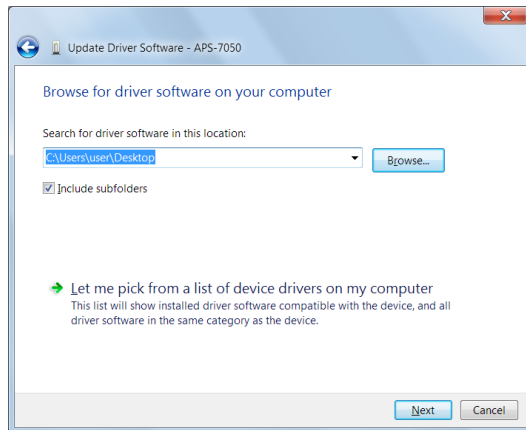 Update Driver Software - APS-7050
Browse for driver software on your computer
Search for driver software in this location:
C:\Users\user\Desktop
Browse...
Include subfolders
Let me pick from a list of device drivers on my computer
This list will show installed driver software compatible with the device, and all
driver software in the same category as the device.
Next
Cancel